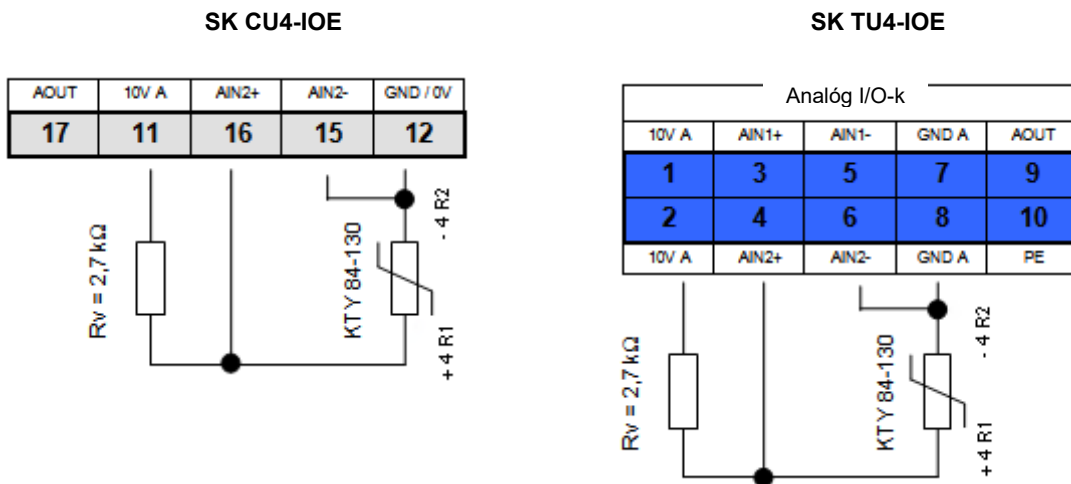 SK CU4-IOE
AOUT 10V A AIN2+ AIN2- GND / 0V
17 11 16 15 12
Rv = 2,7 kΩ
KTY 84-130
- 4 R2
+ 4 R1
SK TU4-IOE
Analóg I/O-k
10V A AIN1+ AIN1- GND A AOUT
1 3 5 7 9
2 4 6 8 10
10V A AIN2+ AIN2- GND A PE
Rv = 2,7 kΩ
KTY 84-130
- 4 R2
+ 4 R1